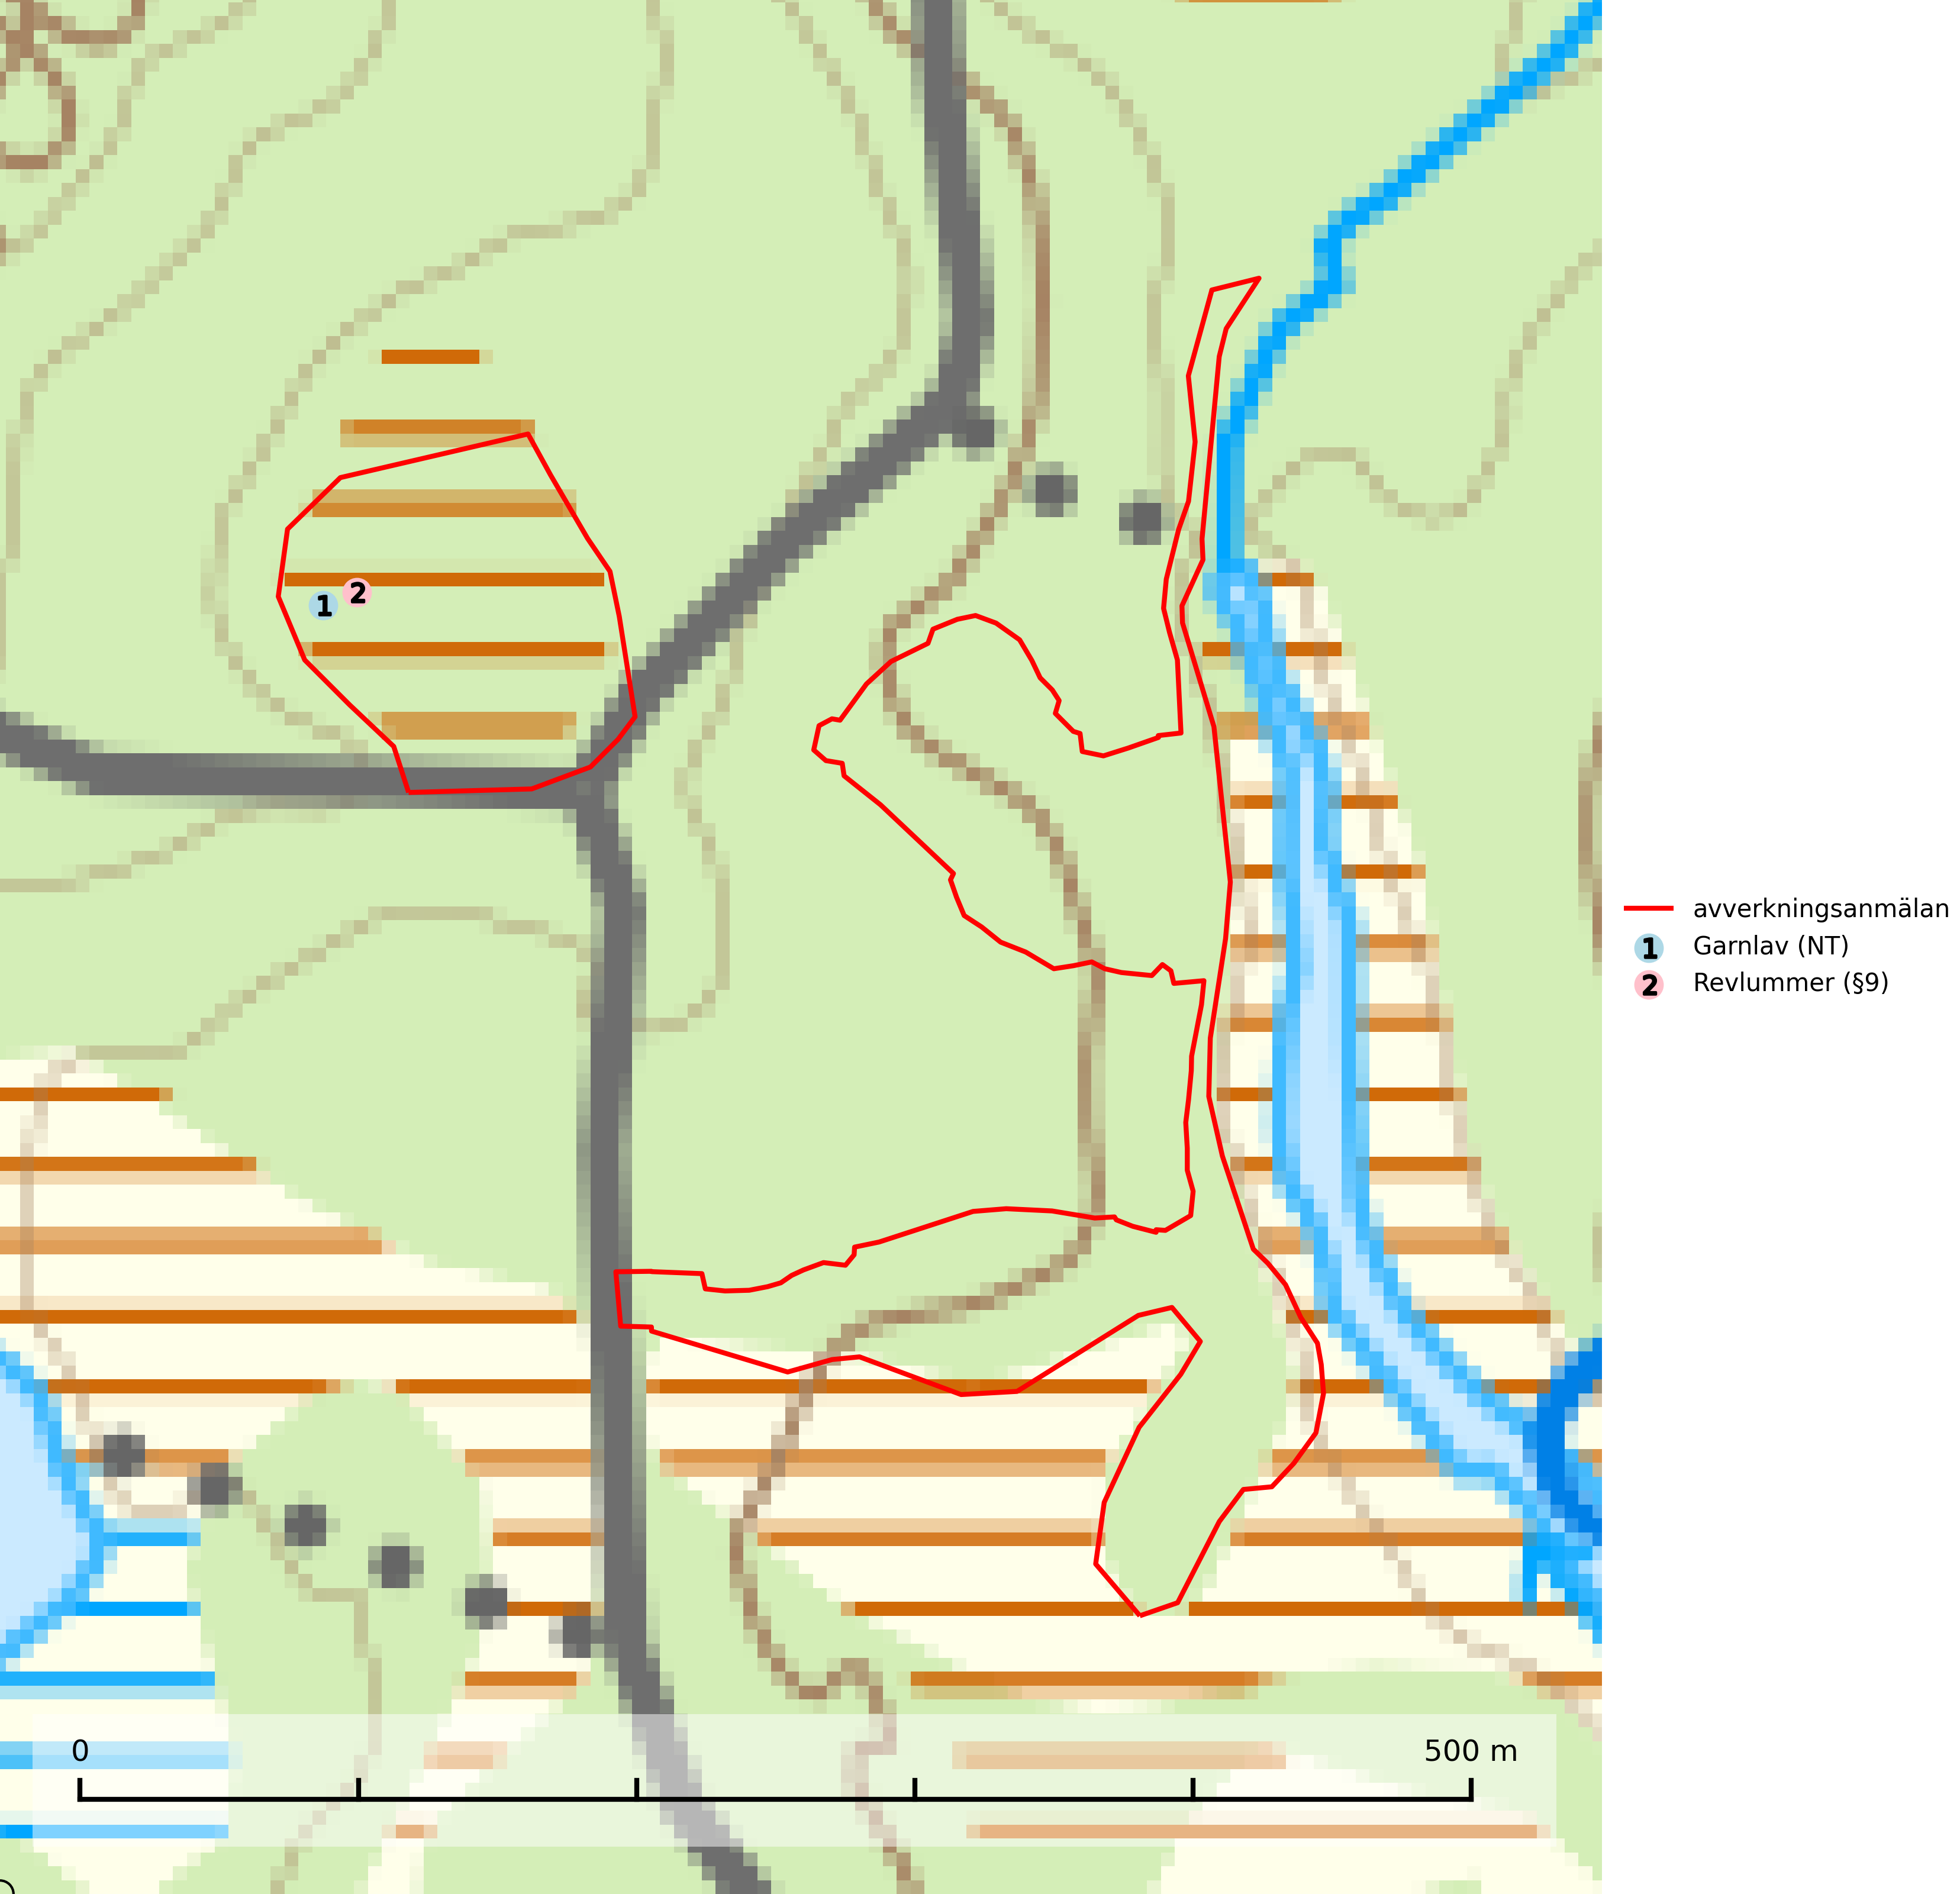 1 2
avverkningsanmälan
1 Garnlav (NT)
2 Revlummer (§9)
0 500 m